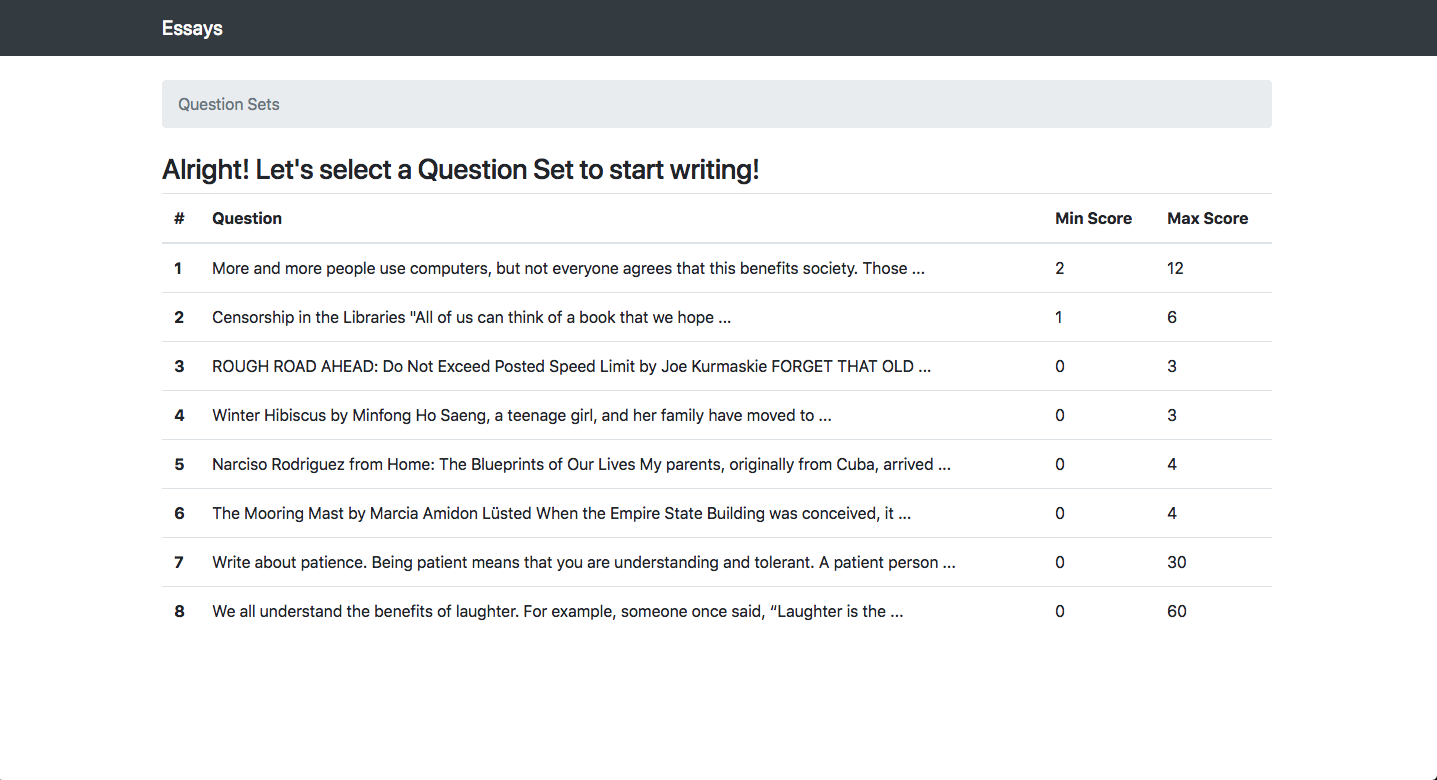 Essays
Question Sets
Alright! Let's select a Question Set to start writing!
# Question Min Score Max Score
1 More and more people use computers, but not everyone agrees that this benefits society. Those ... 2 12
2 Censorship in the Libraries "All of us can think of a book that we hope ... 1 6
3 ROUGH ROAD AHEAD: Do Not Exceed Posted Speed Limit by Joe Kurmaskie FORGET THAT OLD ... 0 3
4 Winter Hibiscus by Minfong Ho Saeng, a teenage girl, and her family have moved to ... 0 3
5 Narciso Rodriguez from Home: The Blueprints of Our Lives My parents, originally from Cuba, arrived ... 0 4
6 The Mooring Mast by Marcia Amidon Lüsted When the Empire State Building was conceived, it ... 0 4
7 Write about patience. Being patient means that you are understanding and tolerant. A patient person ... 0 30
8 We all understand the benefits of laughter. For example, someone once said, “Laughter is the ... 0 60